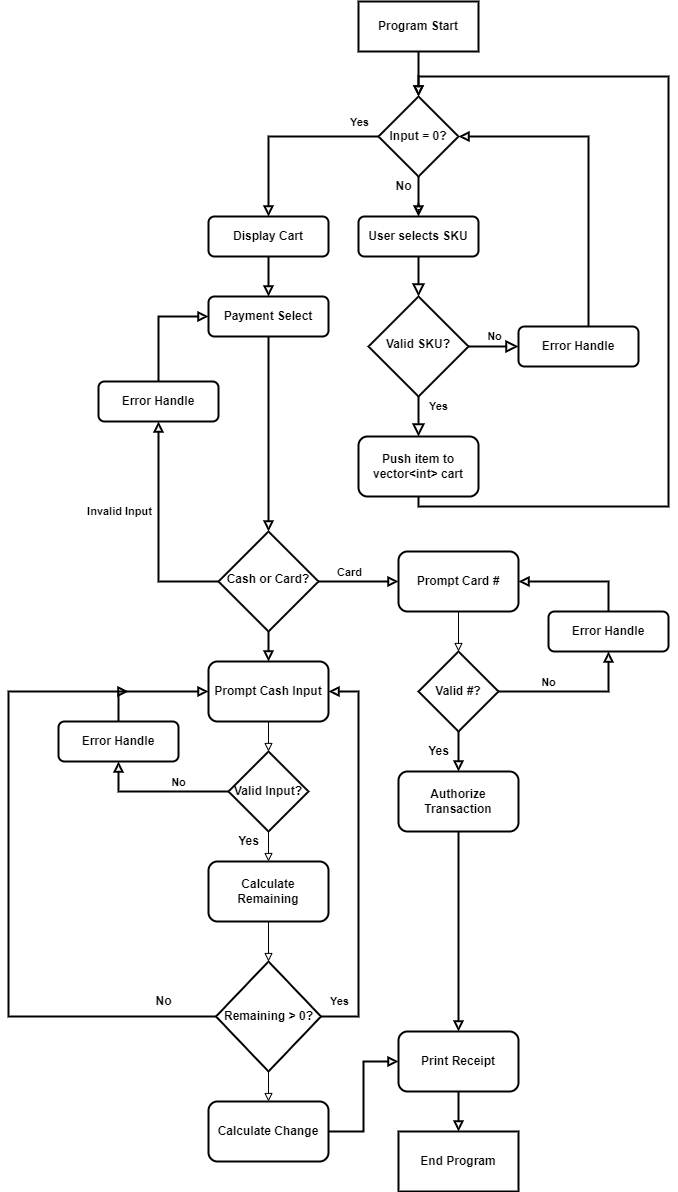 Program Start
Yes
Input = 0?
No
Display Cart
User selects SKU
Payment Select
Valid SKU?
No
Error Handle
Error Handle
Yes
Push item to
vector<int> cart
Invalid Input
Cash or Card?
Card
Prompt Card #
Error Handle
Prompt Cash Input
Valid #?
No
Error Handle
Yes
No
Valid Input?
Authorize
Transaction
Yes
Calculate
Remaining
No
Remaining > 0?
Yes
Print Receipt
Calculate Change
End Program